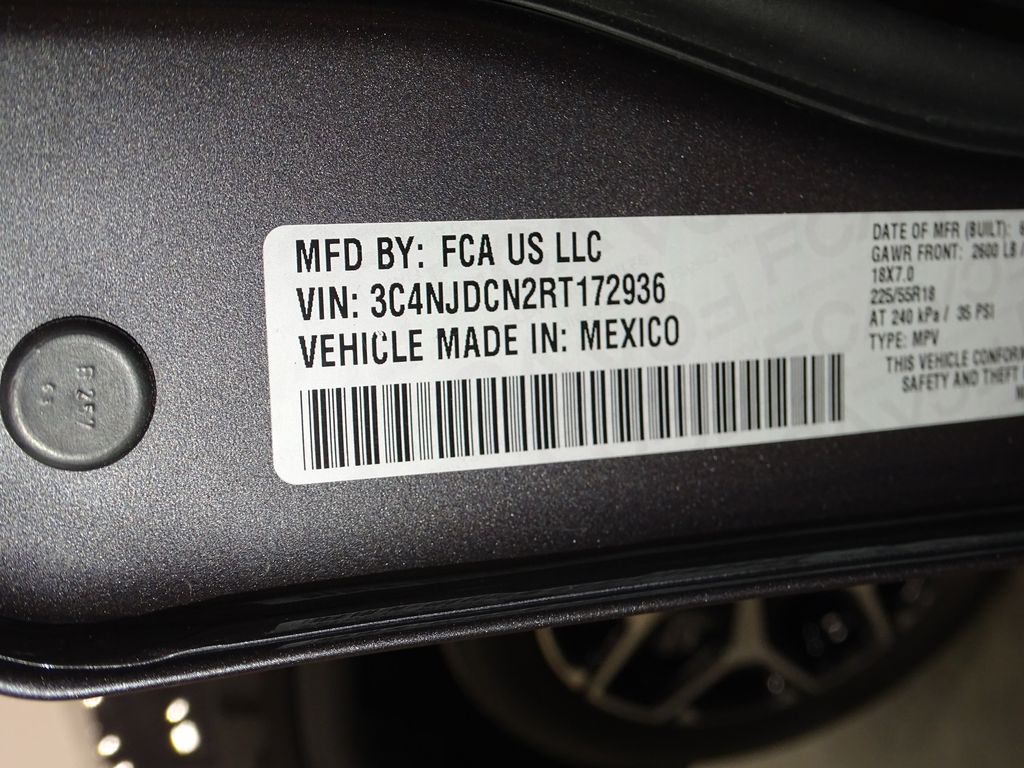 MFD BY: FCA US LLC
VIN: 3C4NJDCN2RT172936
VEHICLE MADE IN: MEXICO
DATE OF MFR (BUILT):
GAWR FRONT: 2600 LB
18X7.0
225/55R18
AT 240 kPa / 35 PSI
TYPE: MPV
THIS VEHICLE
SAFETY AND THEFT